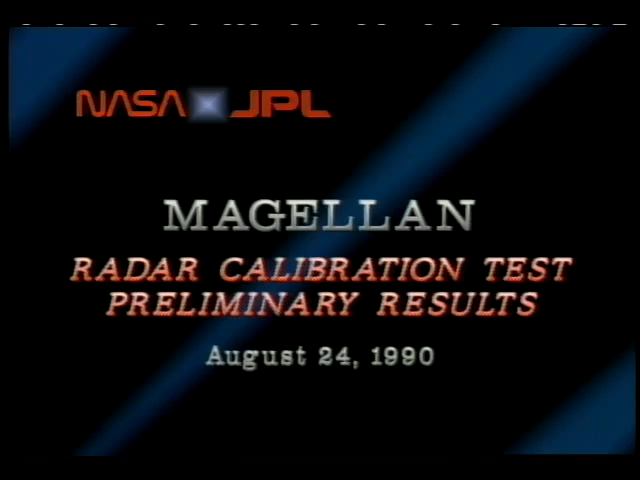 NASA JPL
MAGELLAN
RADAR CALIBRATION TEST
PRELIMINARY RESULTS
August 24, 1990